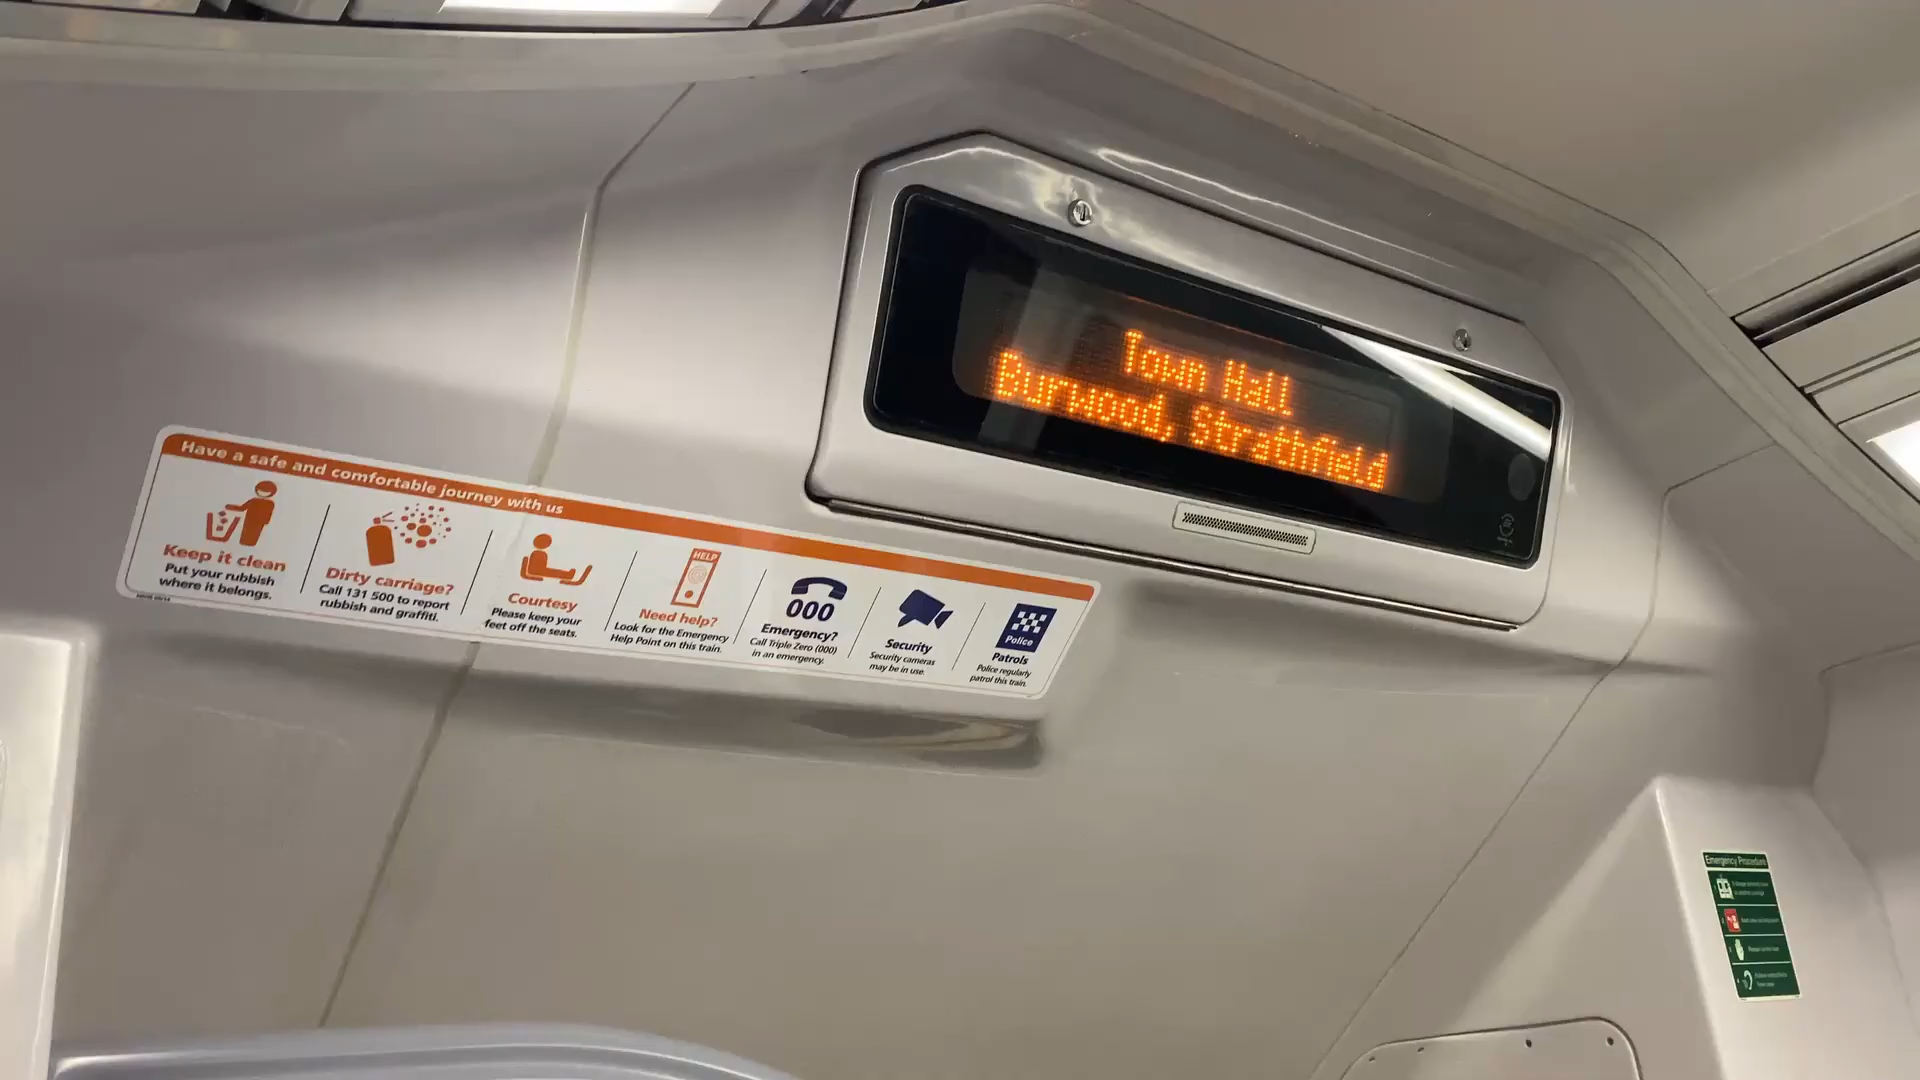 Town Hall
Burwood, Strathfield
Have a safe and comfortable journey with us
Keep it clean
Put your rubbish
where it belongs.
Dirty carriage?
Call 131 500 to report
rubbish and graffiti.
Courtesy
Please keep your
feet off the seats.
HELP
Need help?
Look for the Emergency
Help Point on this train.
000
Emergency?
Call Triple Zero (000)
in an emergency.
Security
Security cameras
may be in use.
Police
Patrols
Police regularly
patrol this train.
Emergency Procedure